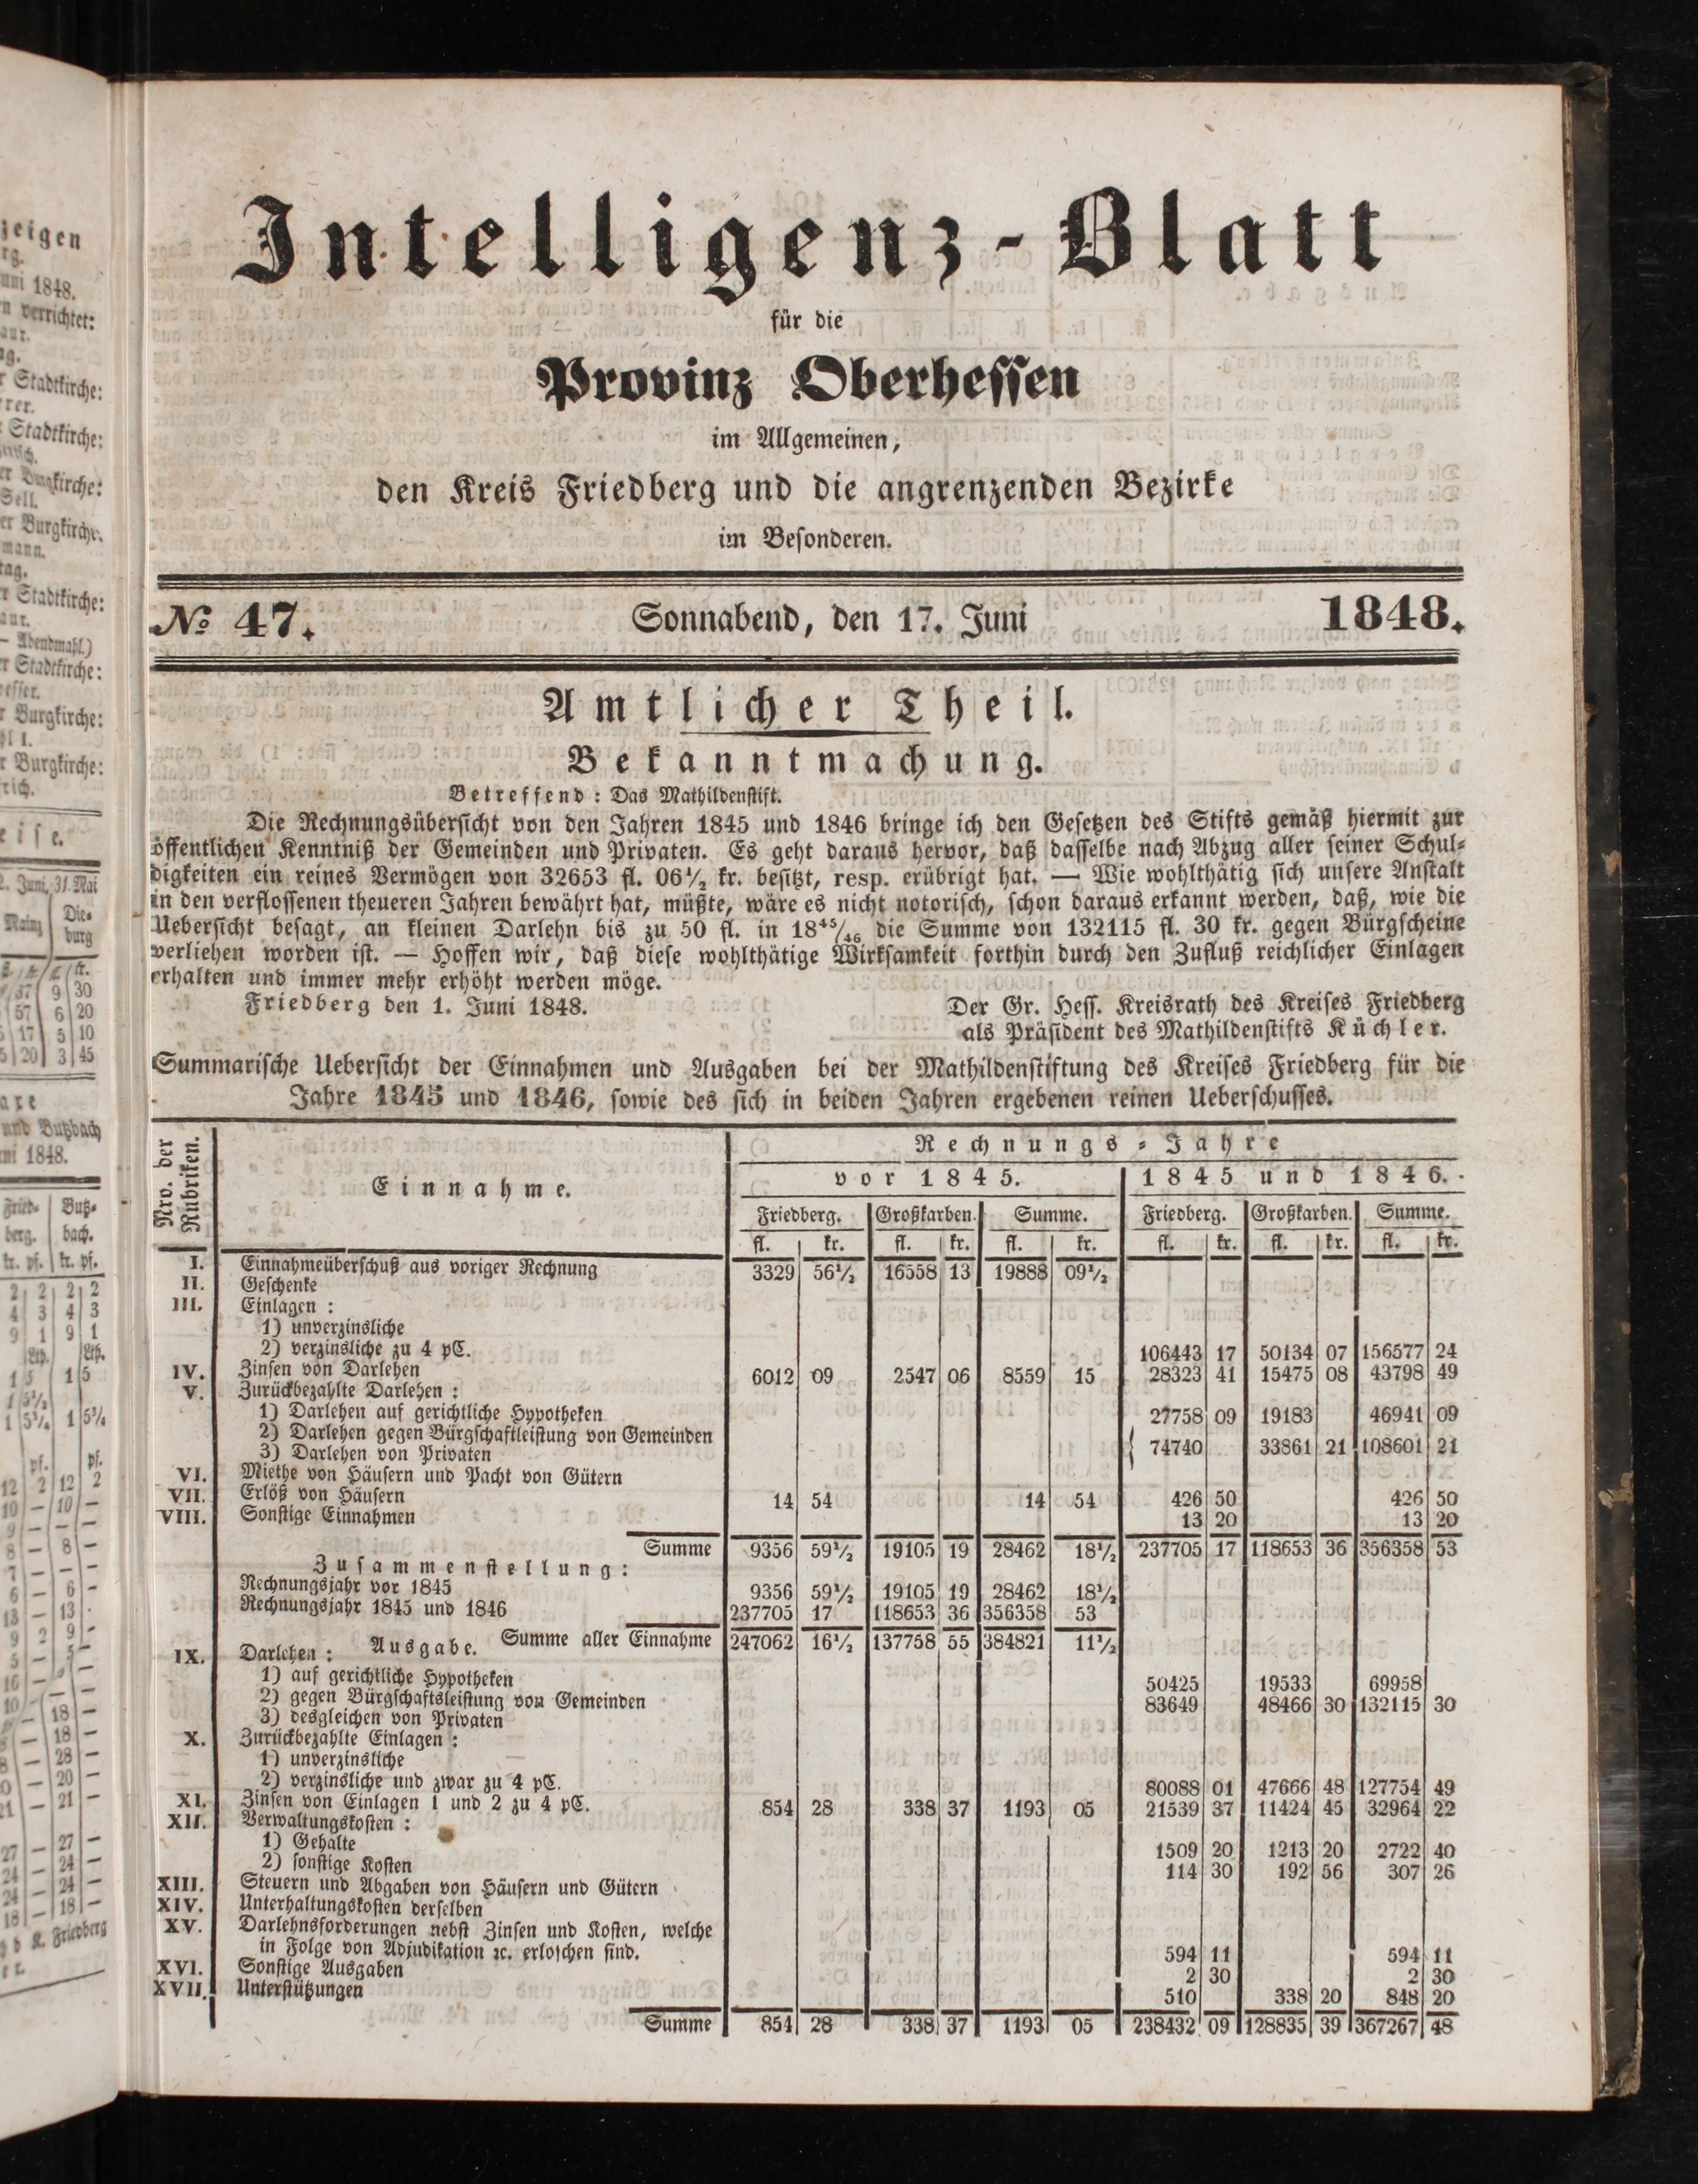 Intelligenz-Blatt
für die
Provinz Oberhessen
im Allgemeinen,
den Kreis Friedberg und die angrenzenden Bezirke
im Besonderen.
No 47. Sonnabend, den 17. Juni 1848.
Amtlicher Theil.
Bekanntmachung.
Betreffend: Das Mathildenstift.
Die Rechnungsübersicht von den Jahren 1845 und 1846 bringe ich den Gesetzen des Stifts gemäß hiermit zur
öffentlichen Kenntniß der Gemeinden und Privaten. Es geht daraus hervor, daß dasselbe nach Abzug aller seiner Schul-
digkeiten ein reines Vermögen von 32653 fl. 06½ kr. besitzt, resp. erübrigt hat. — Wie wohlthätig sich unsere Anstalt
in den verflossenen theueren Jahren bewährt hat, müßte, wäre es nicht notorisch, schon daraus erkannt werden, daß, wie die
Uebersicht besagt, an kleinen Darlehn bis zu 50 fl. in 18⁴⁵/₄₆ die Summe von 132115 fl. 30 kr. gegen Bürgscheine
verliehen worden ist. — Hoffen wir, daß diese wohlthätige Wirksamkeit forthin durch den Zufluß reichlicher Einlagen
erhalten und immer mehr erhöht werden möge.
Friedberg den 1. Juni 1848. Der Gr. Hess. Kreisrath des Kreises Friedberg
als Präsident des Mathildenstifts Küchler.
Summarische Uebersicht der Einnahmen und Ausgaben bei der Mathildenstiftung des Kreises Friedberg für die
Jahre 1845 und 1846, sowie des sich in beiden Jahren ergebenen reinen Ueberschusses.
Nro. der Rubriken. Einnahme. Rechnungs-Jahre
vor 1845. 1845 und 1846.
Friedberg. Großkarben. Summe. Friedberg. Großkarben. Summe.
fl. kr. fl. kr. fl. kr. fl. kr. fl. kr. fl. kr.
I. Einnahmeüberschuß aus voriger Rechnung 3329 56½ 16558 13 19888 09½
II. Geschenke
III. Einlagen:
1) unverzinsliche
2) verzinsliche zu 4 pC. 106443 17 50134 07 156577 24
IV. Zinsen von Darlehen 6012 09 2547 06 8559 15 28323 41 15475 08 43798 49
V. Zurückbezahlte Darlehen:
1) Darlehen auf gerichtliche Hypotheken 27758 09 19183 46941 09
2) Darlehen gegen Bürgschaftleistung von Gemeinden
3) Darlehen von Privaten 74740 33861 21 108601 21
VI. Miethe von Häusern und Pacht von Gütern
VII. Erlöß von Häusern 14 54 14 54 426 50 426 50
VIII. Sonstige Einnahmen 13 20 13 20
Summe 9356 59½ 19105 19 28462 18½ 237705 17 118653 36 356358 53
Zusammenstellung:
Rechnungsjahr vor 1845 9356 59½ 19105 19 28462 18½
Rechnungsjahr 1845 und 1846 237705 17 118653 36 356358 53
Summe aller Einnahme 247062 16½ 137758 55 384821 11½
Ausgabe.
IX. Darlehen:
1) auf gerichtliche Hypotheken 50425 19533 69958
2) gegen Bürgschaftsleistung von Gemeinden 83649 48466 30 132115 30
3) desgleichen von Privaten
X. Zurückbezahlte Einlagen:
1) unverzinsliche
2) verzinsliche und zwar zu 4 pC. 80088 01 47666 48 127754 49
XI. Zinsen von Einlagen 1 und 2 zu 4 pC. 854 28 338 37 1193 05 21539 37 11424 45 32964 22
XII. Verwaltungskosten:
1) Gehalte 1509 20 1213 20 2722 40
2) sonstige Kosten 114 30 192 56 307 26
XIII. Steuern und Abgaben von Häusern und Gütern
XIV. Unterhaltungskosten derselben
XV. Darlehnsforderungen nebst Zinsen und Kosten, welche
in Folge von Adjudikation ꝛc. erloschen sind. 594 11 594 11
XVI. Sonstige Ausgaben 2 30 2 30
XVII. Unterstützungen 510 338 20 848 20
Summe 854 28 338 37 1193 05 238432 09 128835 39 367267 48